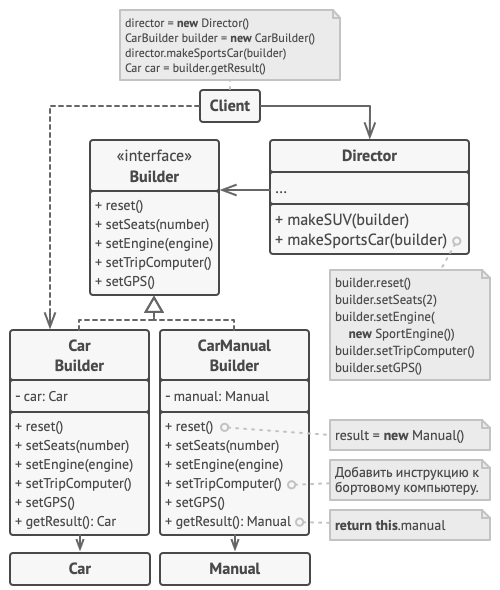 director = new Director()
CarBuilder builder = new CarBuilder()
director.makeSportsCar(builder)
Car car = builder.getResult()
Client
«interface»
Builder
+ reset()
+ setSeats(number)
+ setEngine(engine)
+ setTripComputer()
+ setGPS()
Director
...
+ makeSUV(builder)
+ makeSportsCar(builder)
builder.reset()
builder.setSeats(2)
builder.setEngine(
new SportEngine())
builder.setTripComputer()
builder.setGPS()
Car
Builder
- car: Car
+ reset()
+ setSeats(number)
+ setEngine(engine)
+ setTripComputer()
+ setGPS()
+ getResult(): Car
CarManual
Builder
- manual: Manual
+ reset()
+ setSeats(number)
+ setEngine(engine)
+ setTripComputer()
+ setGPS()
+ getResult(): Manual
result = new Manual()
Добавить инструкцию к
бортовому компьютеру.
return this.manual
Car
Manual